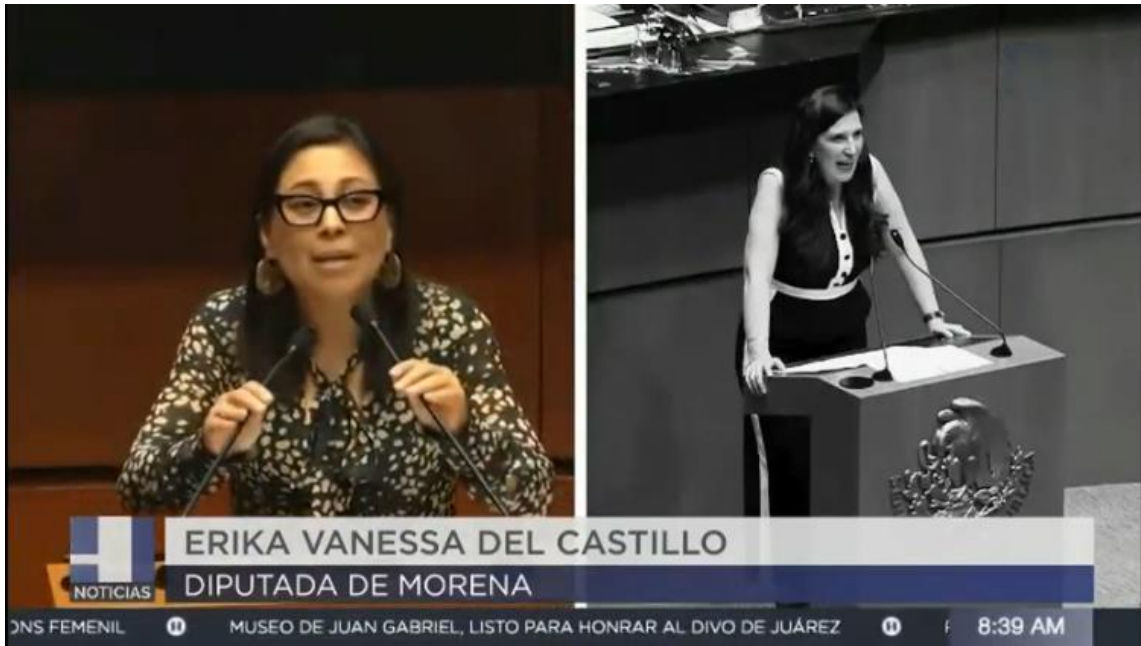 ERIKA VANESSA DEL CASTILLO
DIPUTADA DE MORENA
NOTICIAS
ONS FEMENIL MUSEO DE JUAN GABRIEL, LISTO PARA HONRAR AL DIVO DE JUÁREZ 8:39 AM